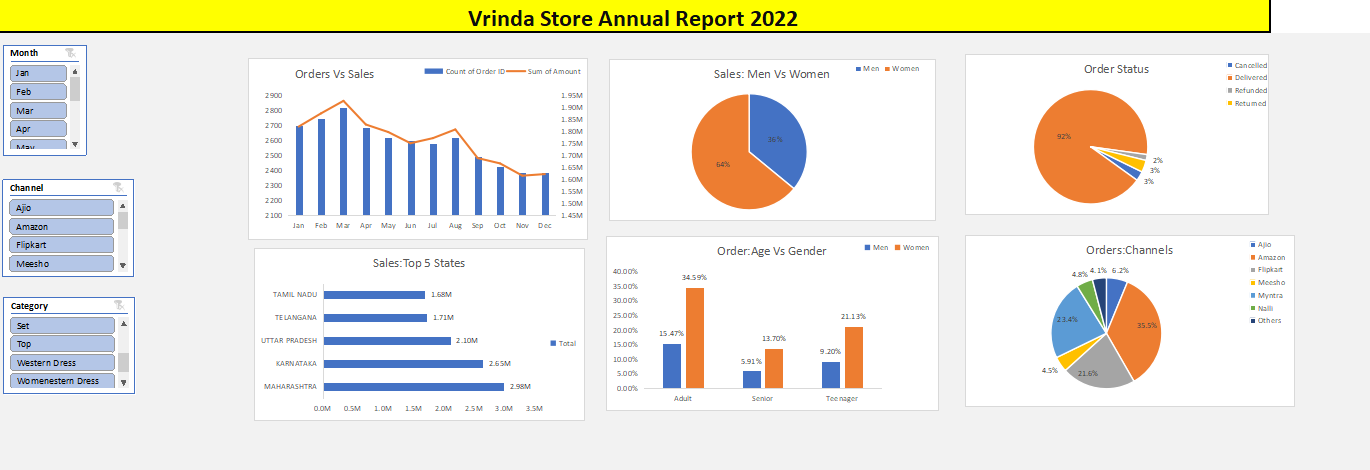 Vrinda Store Annual Report 2022
Month
Jan
Feb
Mar
Apr
May
Channel
Ajio
Amazon
Flipkart
Meesho
Category
Set
Top
Western Dress
Womenestern Dress
Orders Vs Sales
Count of Order ID
Sum of Amount
2900
2800
2700
2600
2500
2400
2300
2200
2100
1.95M
1.90M
1.85M
1.80M
1.75M
1.70M
1.65M
1.60M
1.55M
1.50M
1.45M
Jan Feb Mar Apr May Jun Jul Aug Sep Oct Nov Dec
Sales: Men Vs Women
Men Women
36%
64%
Order Status
Cancelled
Delivered
Refunded
Returned
92%
2%
3%
3%
Sales:Top 5 States
TAMIL NADU 1.68M
TELANGANA 1.71M
UTTAR PRADESH 2.10M
KARNATAKA 2.65M
MAHARASHTRA 2.98M
Total
0.0M 0.5M 1.0M 1.5M 2.0M 2.5M 3.0M 3.5M
Order:Age Vs Gender
Men Women
40.00%
35.00%
30.00%
25.00%
20.00%
15.00%
10.00%
5.00%
0.00%
15.47% 34.59%
5.91% 13.70%
9.20% 21.13%
Adult Senior Teenager
Orders:Channels
Ajio
Amazon
Flipkart
Meesho
Myntra
Nalli
Others
4.8% 4.1% 6.2%
23.4% 35.5%
4.5% 21.6%